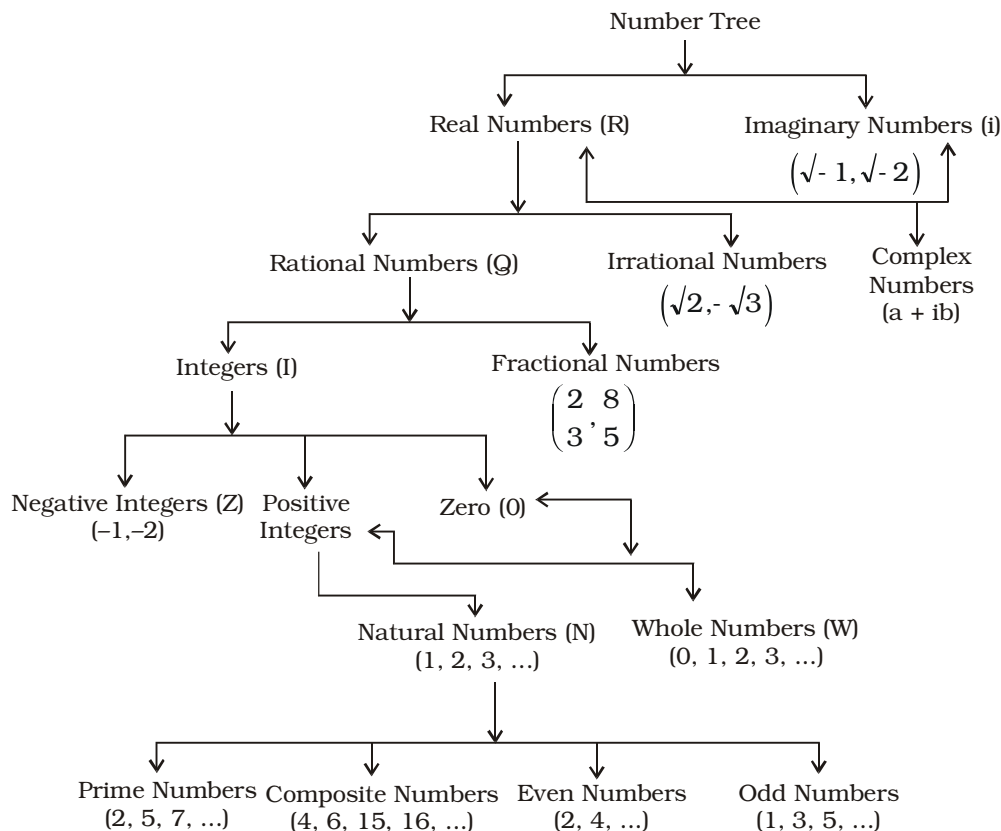 Number Tree
Real Numbers (R)
Imaginary Numbers (i)
(√- 1, √- 2)
Rational Numbers (Q)
Irrational Numbers
(√2, - √3)
Complex
Numbers
(a + ib)
Integers (I)
Fractional Numbers
(2 8
,
3 5)
Negative Integers (Z)
(–1,–2)
Positive
Integers
Zero (0)
Natural Numbers (N)
(1, 2, 3, ...)
Whole Numbers (W)
(0, 1, 2, 3, ...)
Prime Numbers
(2, 5, 7, ...)
Composite Numbers
(4, 6, 15, 16, ...)
Even Numbers
(2, 4, ...)
Odd Numbers
(1, 3, 5, ...)